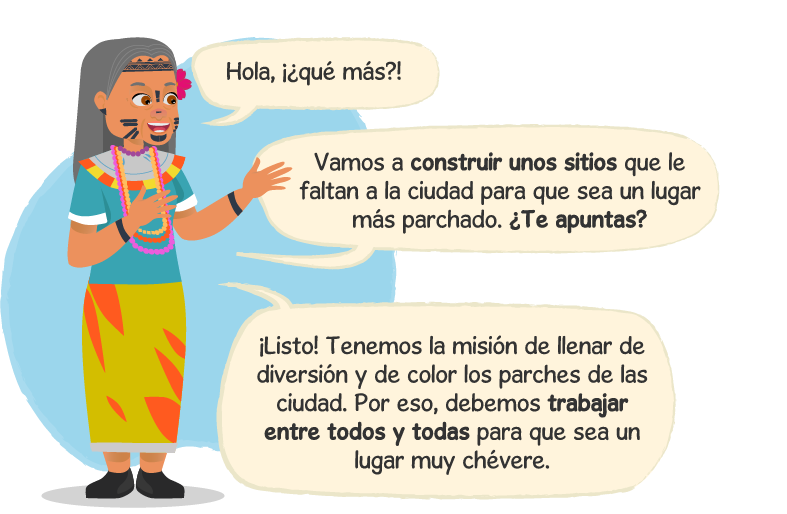 Hola, ¡¿qué más?!
Vamos a construir unos sitios que le
faltan a la ciudad para que sea un lugar
más parchado. ¿Te apuntas?
¡Listo! Tenemos la misión de llenar de
diversión y de color los parches de las
ciudad. Por eso, debemos trabajar
entre todos y todas para que sea un
lugar muy chévere.